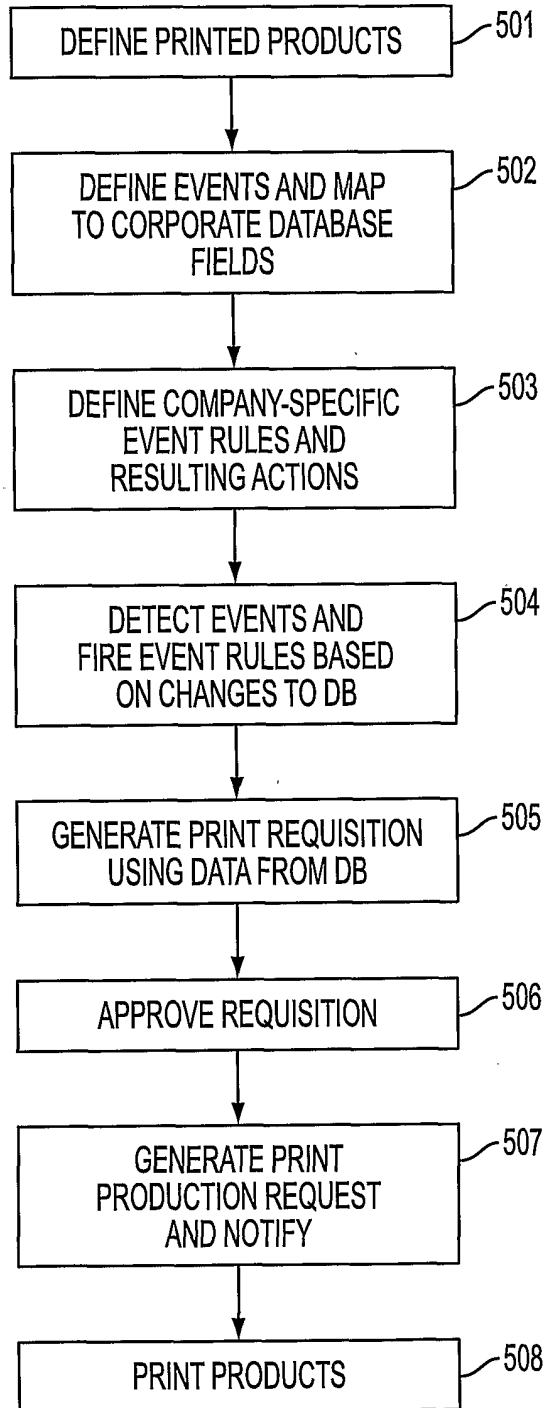 DEFINE PRINTED PRODUCTS
501
DEFINE EVENTS AND MAP
TO CORPORATE DATABASE
FIELDS
502
DEFINE COMPANY-SPECIFIC
EVENT RULES AND
RESULTING ACTIONS
503
DETECT EVENTS AND
FIRE EVENT RULES BASED
ON CHANGES TO DB
504
GENERATE PRINT REQUISITION
USING DATA FROM DB
505
APPROVE REQUISITION
506
GENERATE PRINT
PRODUCTION REQUEST
AND NOTIFY
507
PRINT PRODUCTS
508